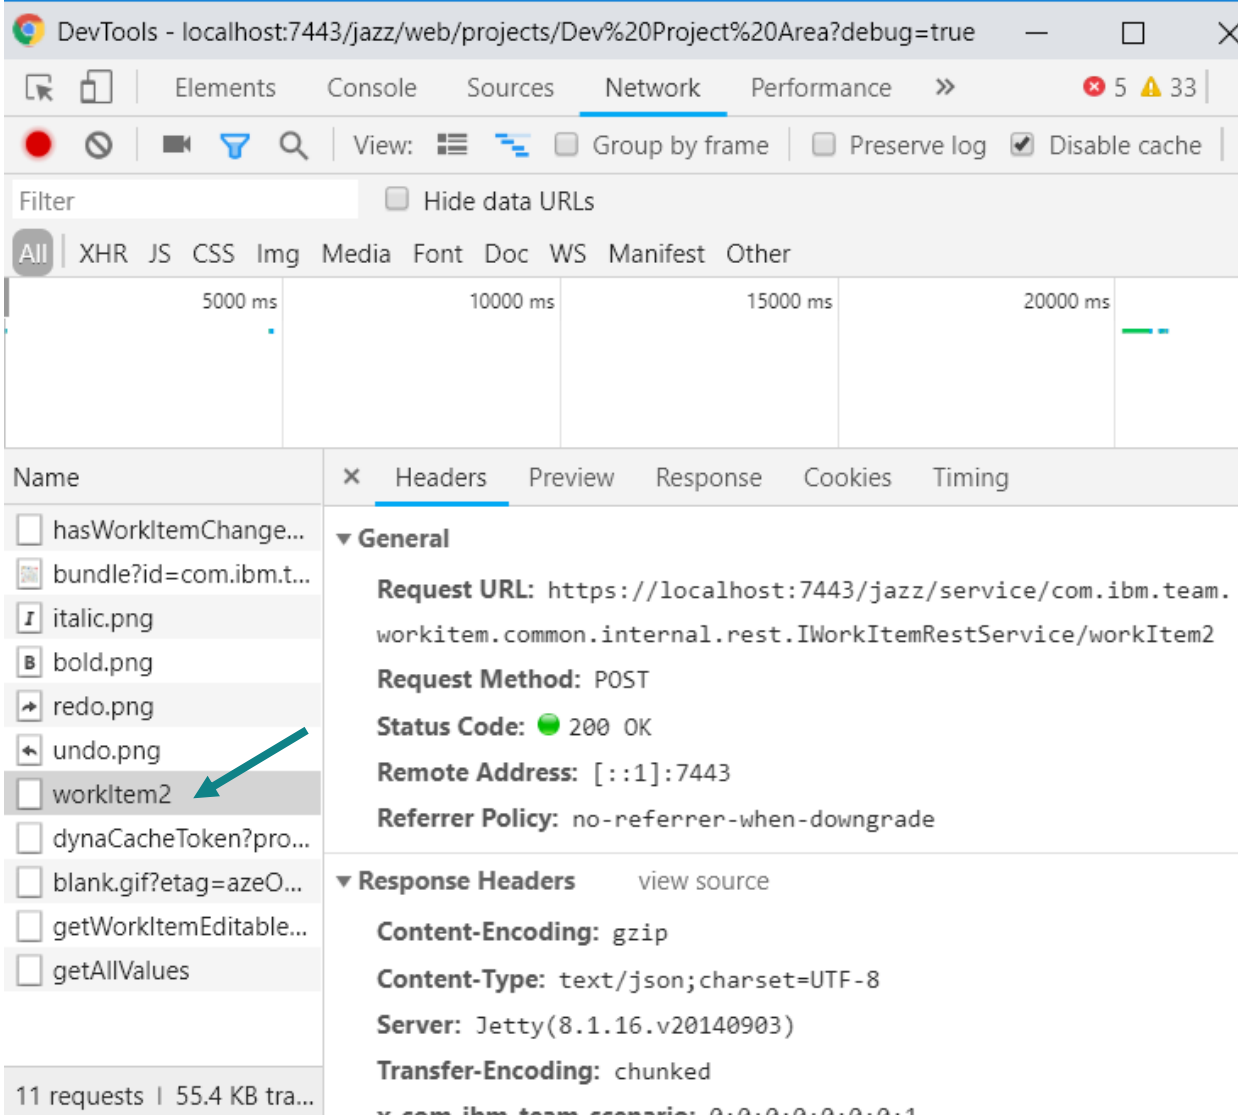 DevTools - localhost:7443/jazz/web/projects/Dev%20Project%20Area?debug=true
Elements Console Sources Network Performance » 5 33
View: Group by frame Preserve log Disable cache
Filter Hide data URLs
All XHR JS CSS Img Media Font Doc WS Manifest Other
5000 ms 10000 ms 15000 ms 20000 ms
Name
hasWorkItemChange...
bundle?id=com.ibm.t...
italic.png
bold.png
redo.png
undo.png
workItem2
dynaCacheToken?pro...
blank.gif?etag=azeO...
getWorkItemEditable...
getAllValues
11 requests | 55.4 KB tra...
× Headers Preview Response Cookies Timing
General
Request URL: https://localhost:7443/jazz/service/com.ibm.team.
workitem.common.internal.rest.IWorkItemRestService/workItem2
Request Method: POST
Status Code: 200 OK
Remote Address: [::1]:7443
Referrer Policy: no-referrer-when-downgrade
Response Headers view source
Content-Encoding: gzip
Content-Type: text/json;charset=UTF-8
Server: Jetty(8.1.16.v20140903)
Transfer-Encoding: chunked